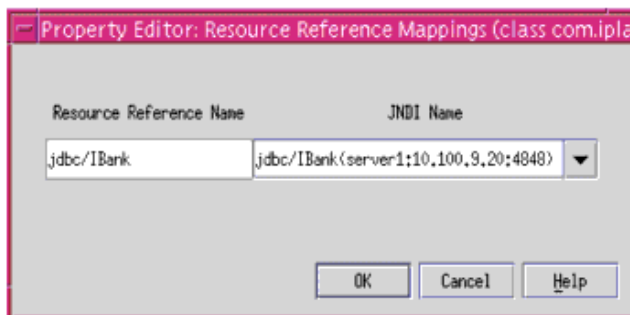 Property Editor: Resource Reference Mappings (class com.ipla
Resource Reference Name JNDI Name
jdbc/IBank jdbc/IBank(server1:10.100.9.20:4848)
OK Cancel Help